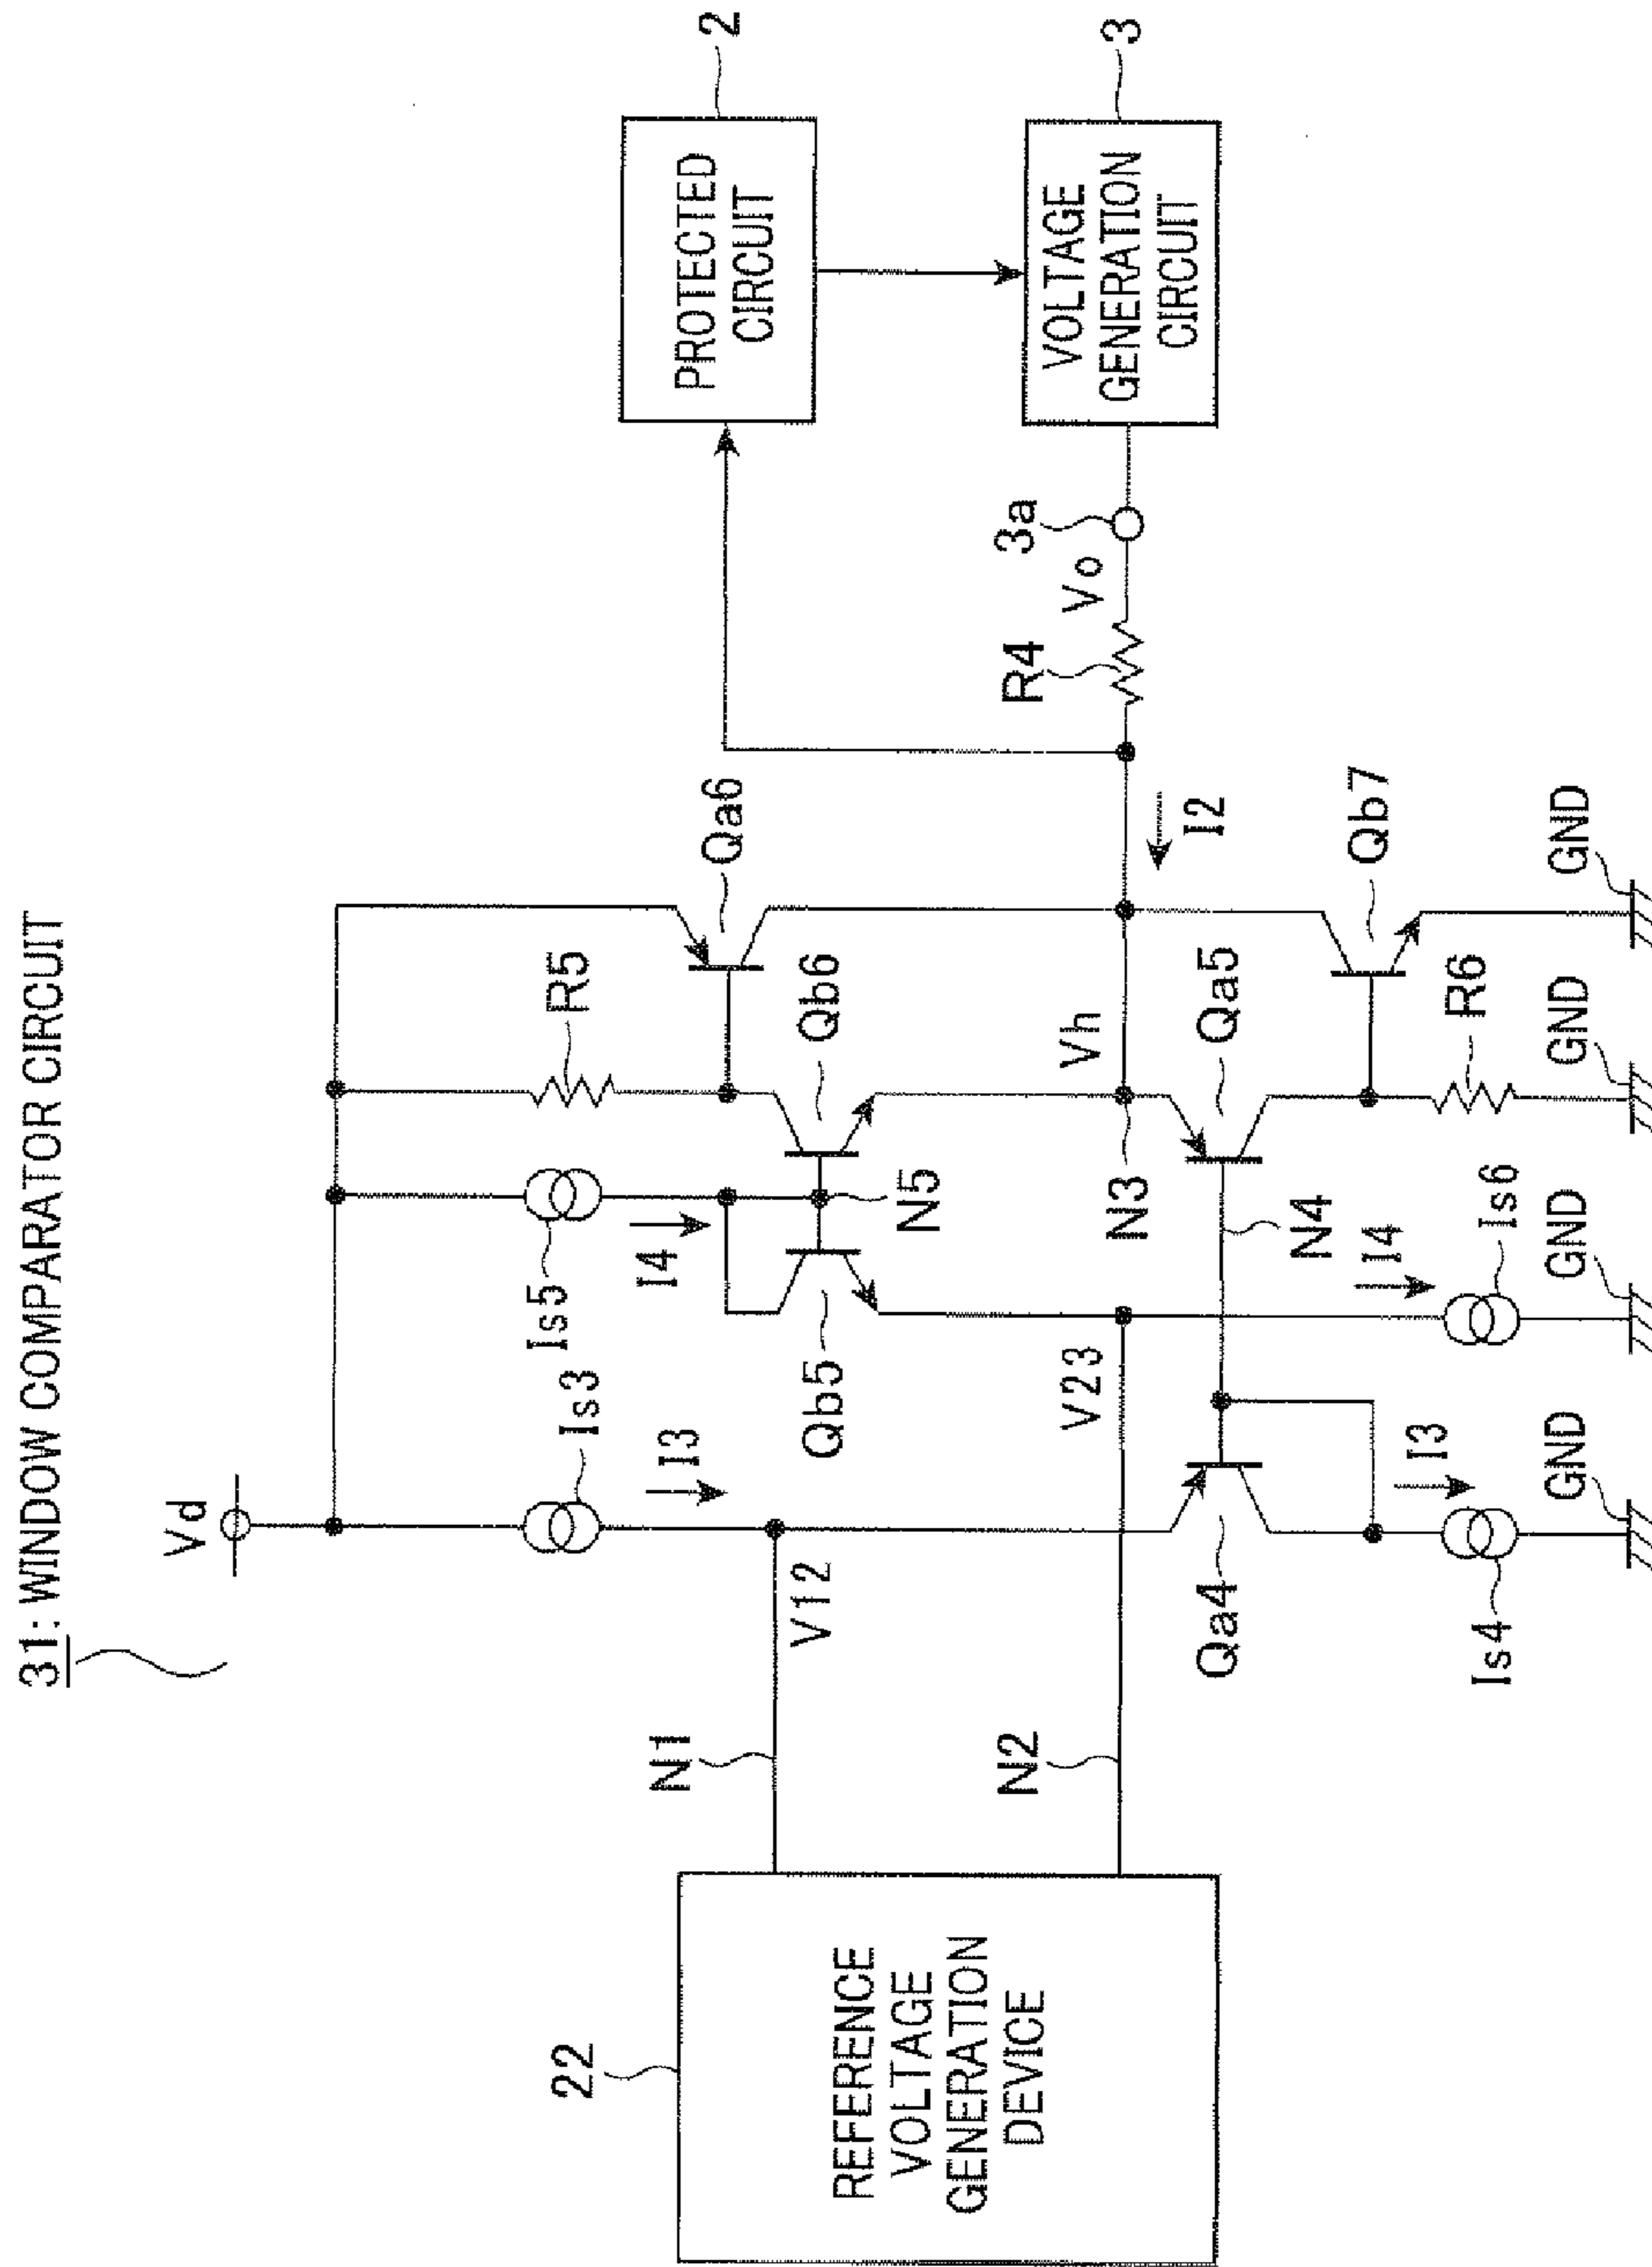 31: WINDOW COMPARATOR CIRCUIT
Vd
Is3
I3
Is5
I4
R5
Qb5
Qb6
Qa6
N5
22
REFERENCE
VOLTAGE
GENERATION
DEVICE
N1
V12
N2
V23
Vh
N3
I2
R4
Vo
3a
2
PROTECTED
CIRCUIT
3
VOLTAGE
GENERATION
CIRCUIT
Qa4
N4
Qa5
Qb7
I3
Is4
I4
Is6
R6
GND
GND
GND
GND